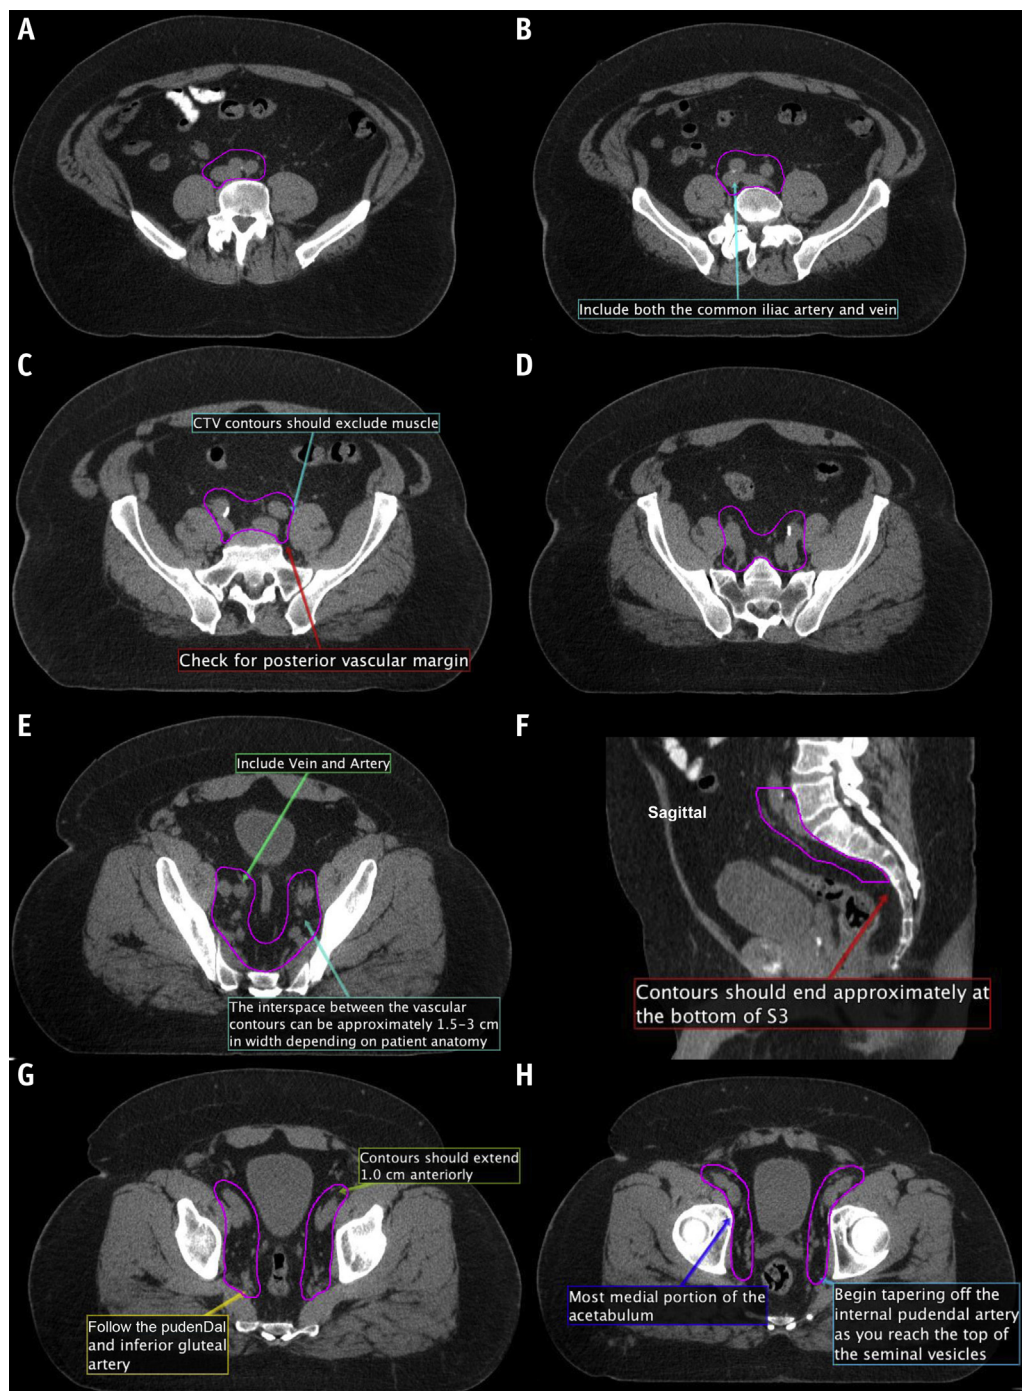 A
B
Include both the common iliac artery and vein
C
CTV contours should exclude muscle
Check for posterior vascular margin
D
E
Include Vein and Artery
The interspace between the vascular
contours can be approximately 1.5-3 cm
in width depending on patient anatomy
F
Sagittal
Contours should end approximately at
the bottom of S3
G
Contours should extend
1.0 cm anteriorly
Follow the pudenDal
and inferior gluteal
artery
H
Most medial portion of the
acetabulum
Begin tapering off the
internal pudendal artery
as you reach the top of
the seminal vesicles